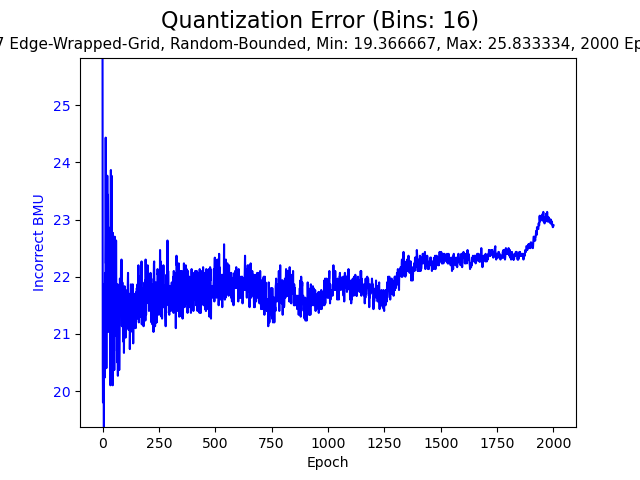 Quantization Error (Bins: 16)
7 Edge-Wrapped-Grid, Random-Bounded, Min: 19.366667, Max: 25.833334, 2000 Ep
25
24
23
22
21
20
Incorrect BMU
0 250 500 750 1000 1250 1500 1750 2000
Epoch